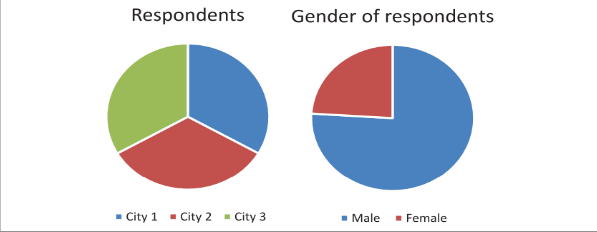 Respondents
Gender of respondents
City 1 City 2 City 3
Male Female